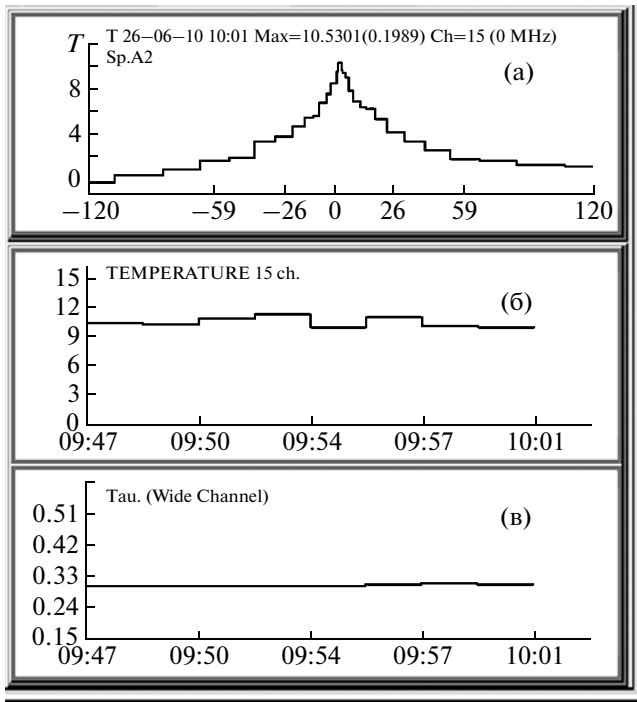 T 26−06−10 10:01 Max=10.5301(0.1989) Ch=15 (0 MHz)
T
Sp.A2
(а)
8
4
0
−120 −59 −26 0 26 59 120
15
TEMPERATURE 15 ch.
12
(б)
9
6
3
0
09:47 09:50 09:54 09:57 10:01
Tau. (Wide Channel)
0.51
(в)
0.42
0.33
0.24
0.15
09:47 09:50 09:54 09:57 10:01